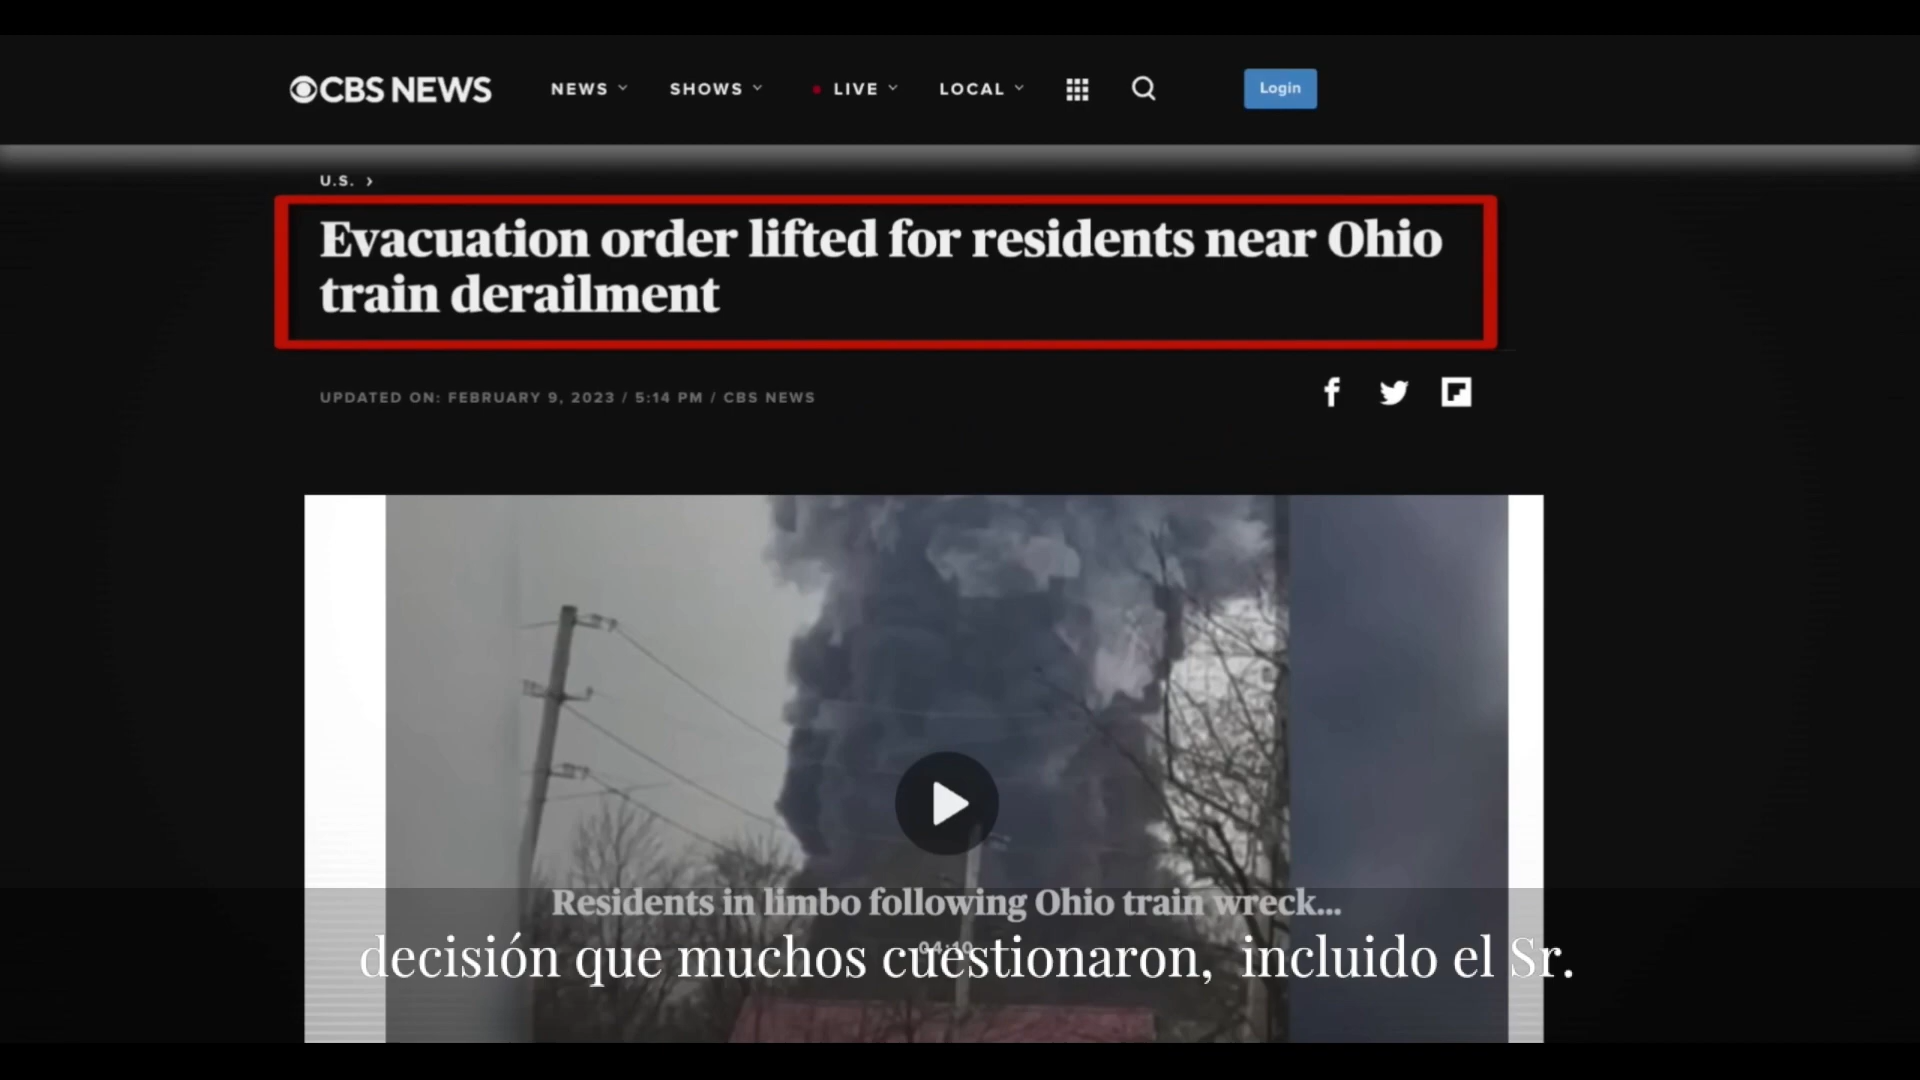 CBS NEWS
NEWS
SHOWS
LIVE
LOCAL
Login
U.S. ›
Evacuation order lifted for residents near Ohio
train derailment
UPDATED ON: FEBRUARY 9, 2023 / 5:14 PM / CBS NEWS
Residents in limbo following Ohio train wreck...
04:10
decisión que muchos cuestionaron, incluido el Sr.